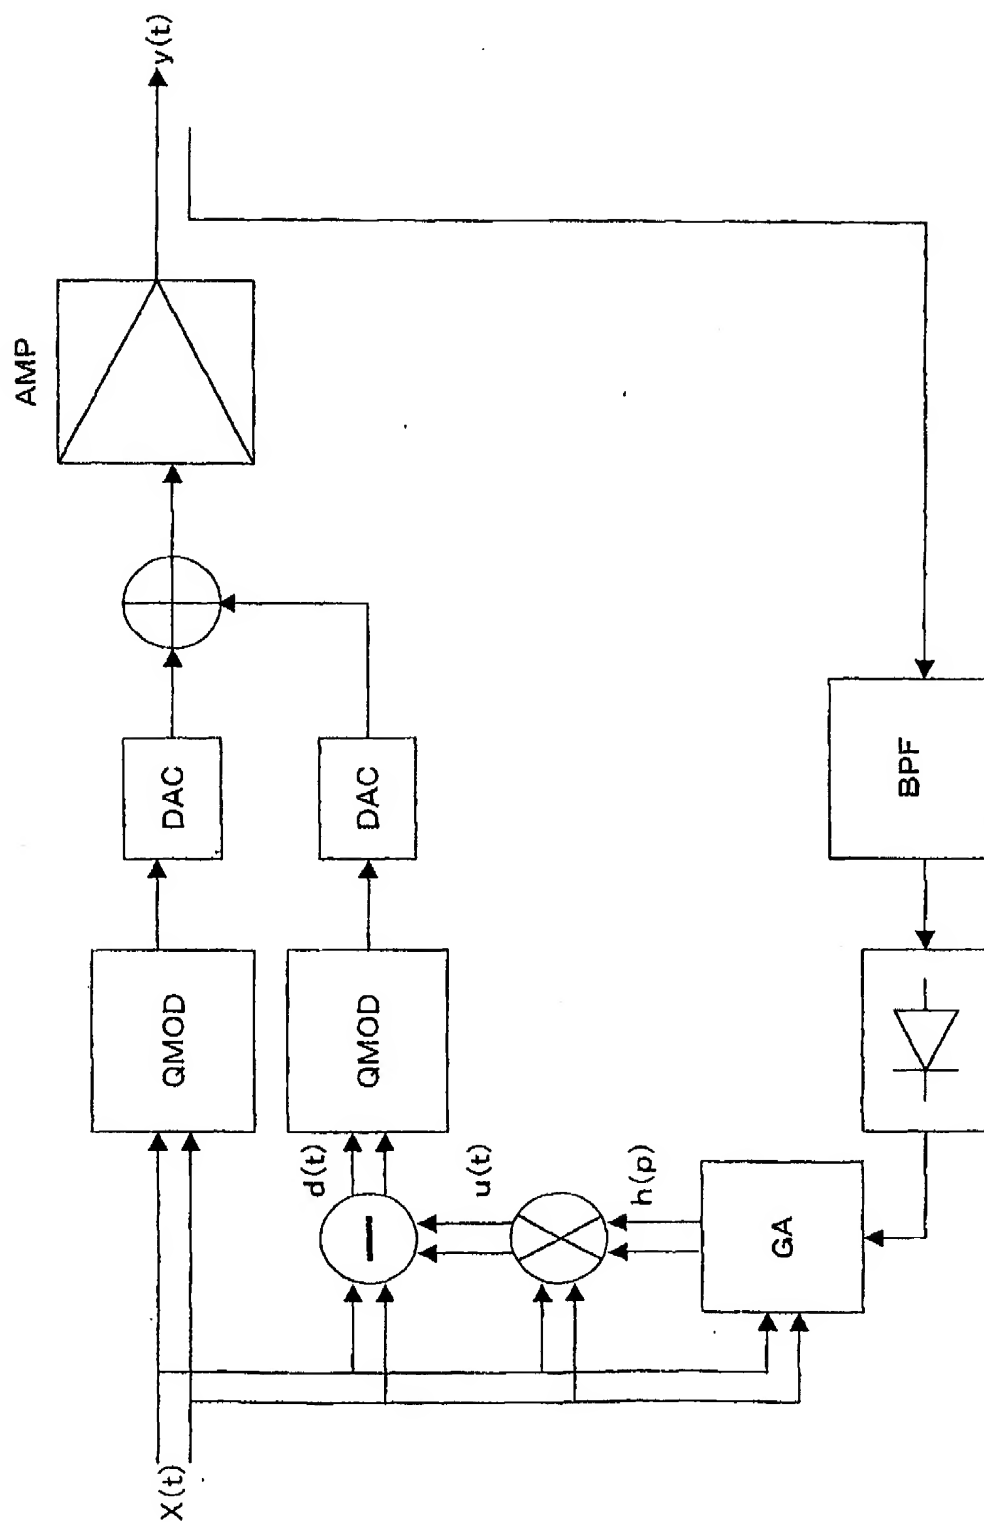 AMP
y(t)
QMOD
DAC
QMOD
DAC
d(t)
u(t)
h(p)
X(t)
GA
BPF